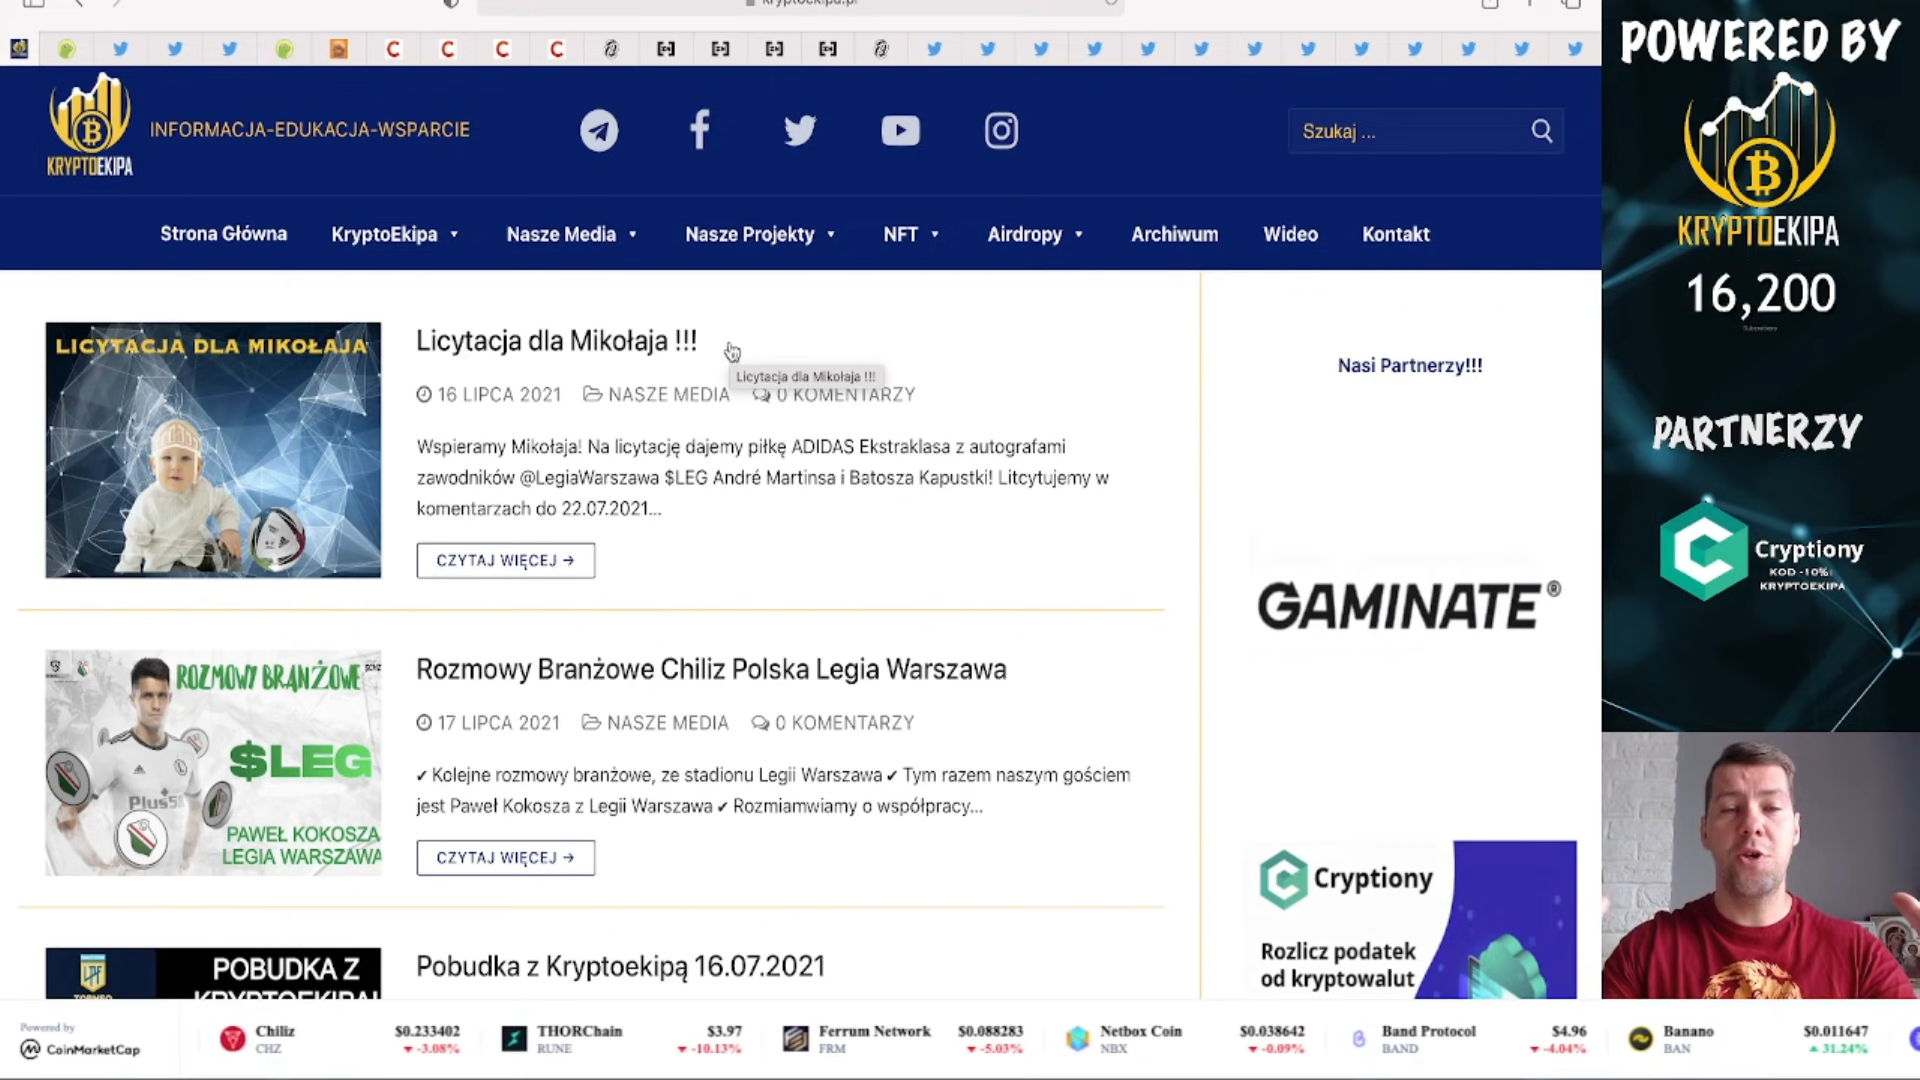 kryptoekipa.pl
KRYPTOEKIPA
INFORMACJA-EDUKACJA-WSPARCIE
Szukaj ...
Strona Główna
KryptoEkipa
Nasze Media
Nasze Projekty
NFT
Airdropy
Archiwum
Wideo
Kontakt
LICYTACJA DLA MIKOŁAJA
Licytacja dla Mikołaja !!!
Licytacja dla Mikołaja !!!
16 LIPCA 2021 NASZE MEDIA 0 KOMENTARZY
Wspieramy Mikołaja! Na licytację dajemy piłkę ADIDAS Ekstraklasa z autografami
zawodników @LegiaWarszawa $LEG André Martinsa i Batosza Kapustki! Litcytujemy w
komentarzach do 22.07.2021...
CZYTAJ WIĘCEJ →
ROZMOWY BRANŻOWE
$LEG
PAWEŁ KOKOSZA
LEGIA WARSZAWA
Rozmowy Branżowe Chiliz Polska Legia Warszawa
17 LIPCA 2021 NASZE MEDIA 0 KOMENTARZY
✓ Kolejne rozmowy branżowe, ze stadionu Legii Warszawa ✓ Tym razem naszym gościem
jest Paweł Kokosza z Legii Warszawa ✓ Rozmiamwiamy o współpracy...
CZYTAJ WIĘCEJ →
POBUDKA Z
KRYPTOEKIPĄ!
Pobudka z Kryptoekipą 16.07.2021
Nasi Partnerzy!!!
GAMINATE®
Cryptiony
Rozlicz podatek
od kryptowalut
POWERED BY
KRYPTOEKIPA
16,200
PARTNERZY
Cryptiony
KOD -10%:
KRYPTOEKIPA
Powered by
CoinMarketCap
Chiliz $0.233402
CHZ ▼ -3.08%
THORChain $3.97
RUNE ▼ -10.13%
Ferrum Network $0.088283
FRM ▼ -5.03%
Netbox Coin $0.038642
NBX ▼ -0.09%
Band Protocol $4.96
BAND ▼ -4.04%
Banano $0.011647
BAN ▲ 31.24%